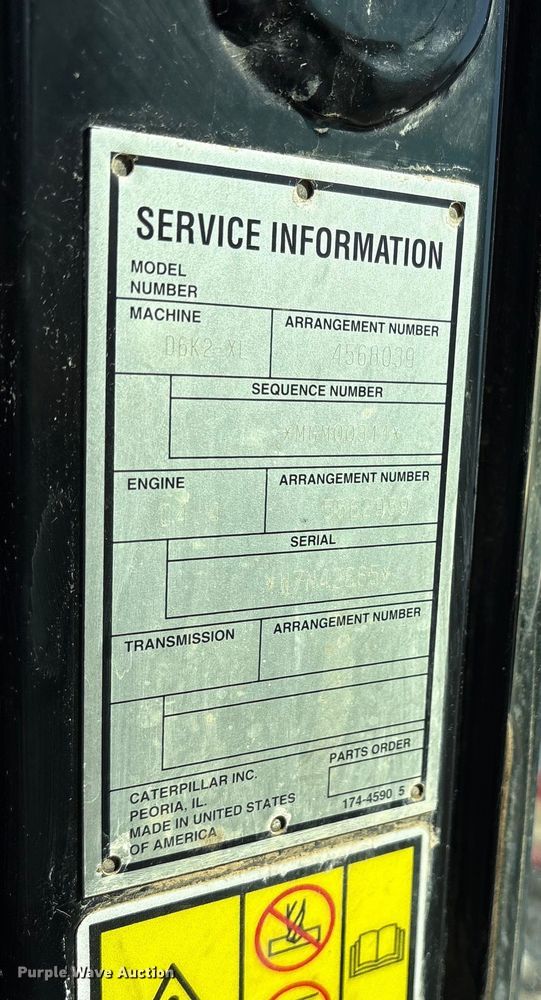 SERVICE INFORMATION
MODEL
NUMBER
MACHINE
ARRANGEMENT NUMBER
D6K2 XL
4568039
SEQUENCE NUMBER
ENGINE
ARRANGEMENT NUMBER
SERIAL
TRANSMISSION
ARRANGEMENT NUMBER
PARTS ORDER
CATERPILLAR INC.
PEORIA, IL.
MADE IN UNITED STATES
OF AMERICA
174-4590 5
Purple Wave Auction